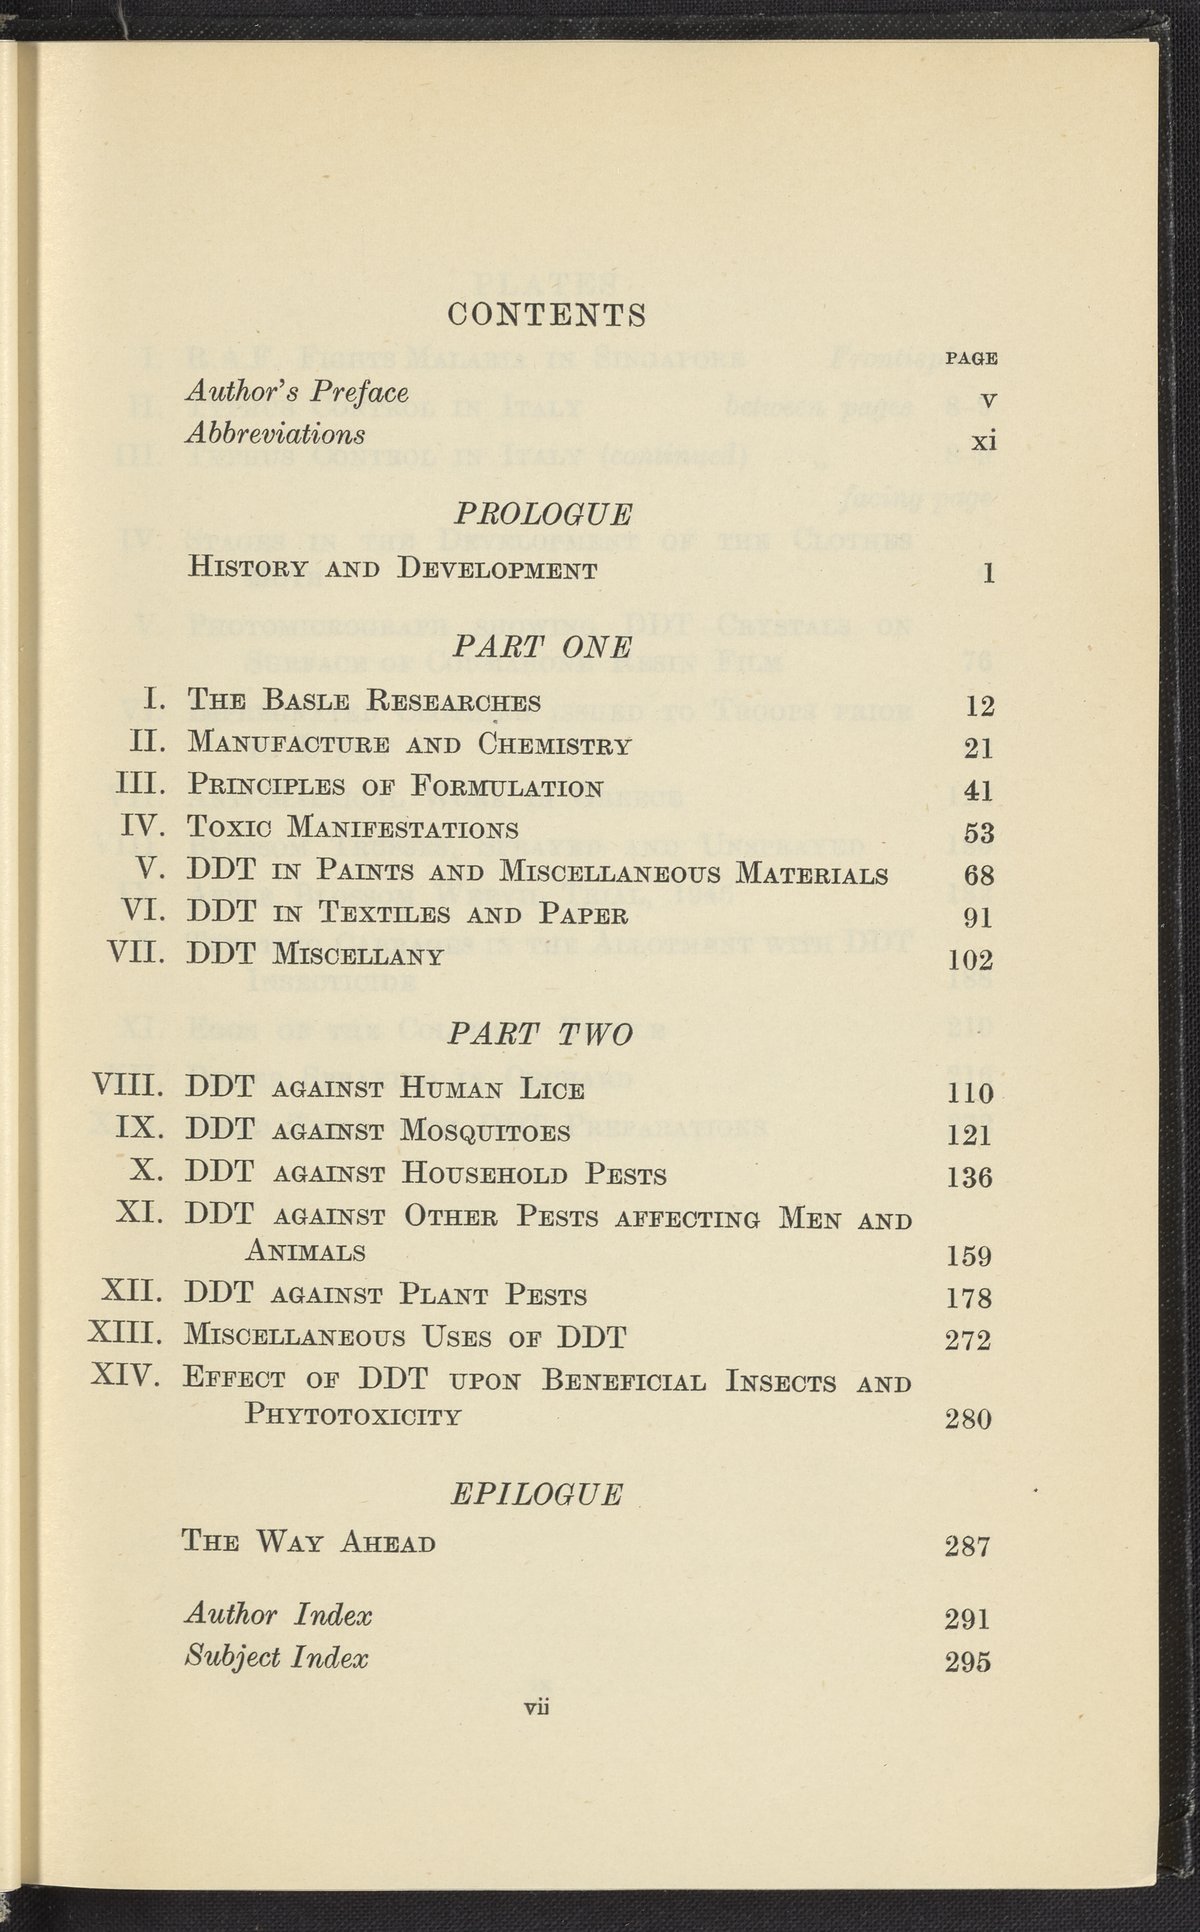 CONTENTS
PAGE
Author's Preface v
Abbreviations xi
PROLOGUE
History and Development 1
PART ONE
I. The Basle Researches 12
II. Manufacture and Chemistry 21
III. Principles of Formulation 41
IV. Toxic Manifestations 53
V. DDT in Paints and Miscellaneous Materials 68
VI. DDT in Textiles and Paper 91
VII. DDT Miscellany 102
PART TWO
VIII. DDT against Human Lice 110
IX. DDT against Mosquitoes 121
X. DDT against Household Pests 136
XI. DDT against Other Pests affecting Men and
Animals 159
XII. DDT against Plant Pests 178
XIII. Miscellaneous Uses of DDT 272
XIV. Effect of DDT upon Beneficial Insects and
Phytotoxicity 280
EPILOGUE
The Way Ahead 287
Author Index 291
Subject Index 295
vii